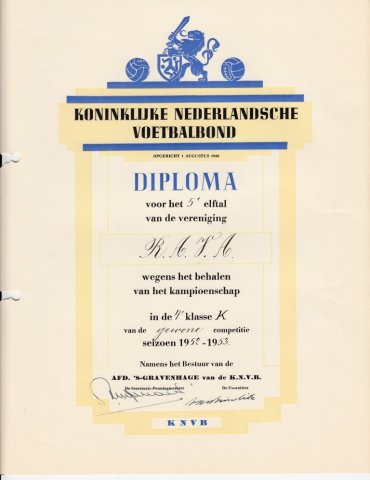 KONINKLIJKE NEDERLANDSCHE
VOETBALBOND
OPGERICHT 1 AUGUSTUS 1940
DIPLOMA
voor het 5e elftal
van de vereniging
R.A.V.A.
wegens het behalen
van het kampioenschap
in de 4e klasse K
van de gewone competitie
seizoen 1952-1953.
Namens het Bestuur van de
AFD. 'S-GRAVENHAGE van de K.N.V.B.
De Secretaris-Penningmeester De Voorzitter
KNVB